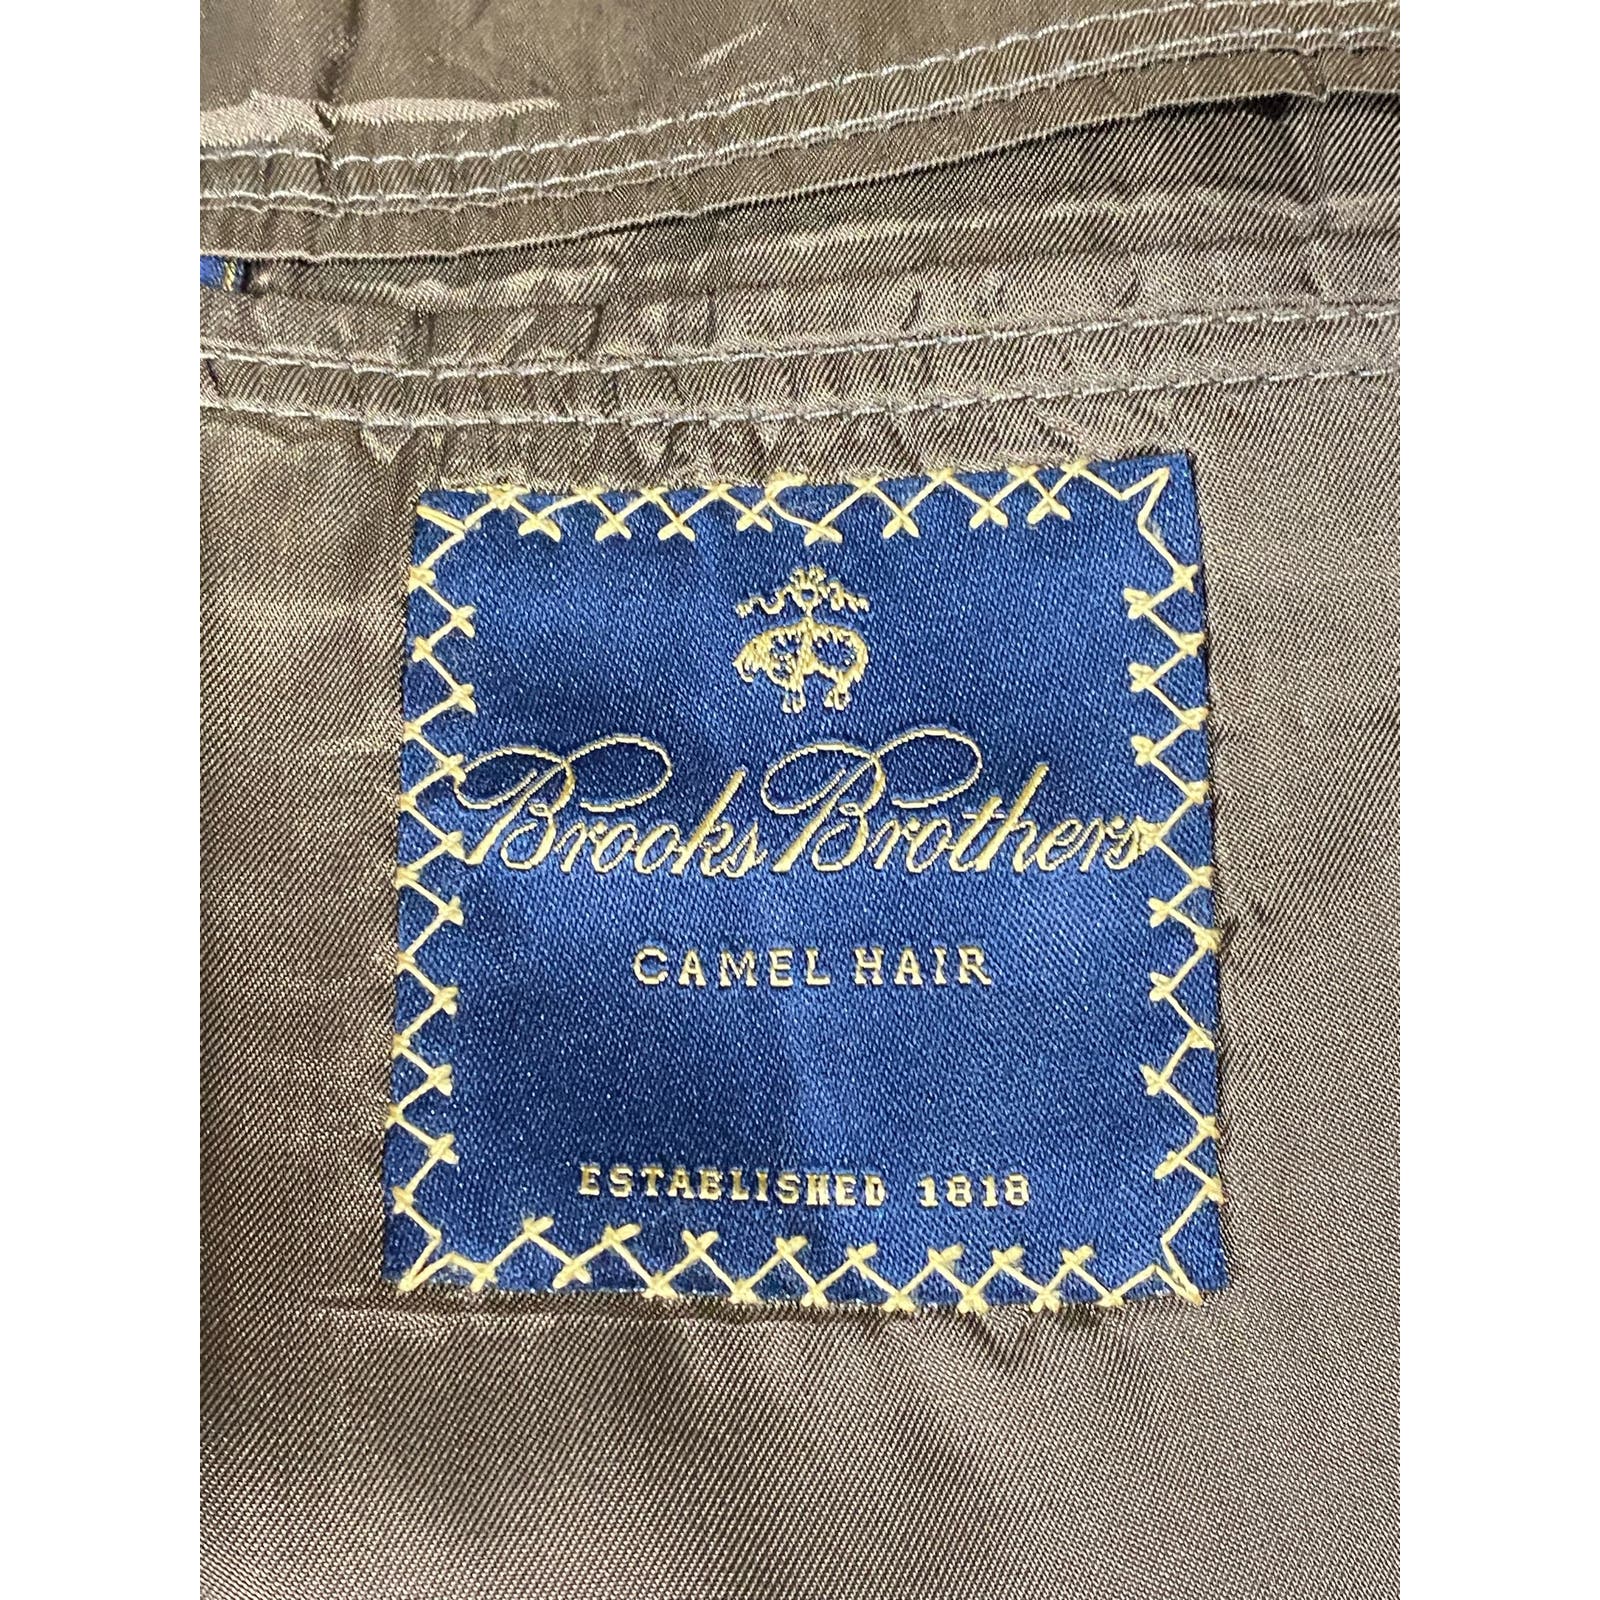 Brooks Brothers
CAMEL HAIR
ESTABLISHED 1818